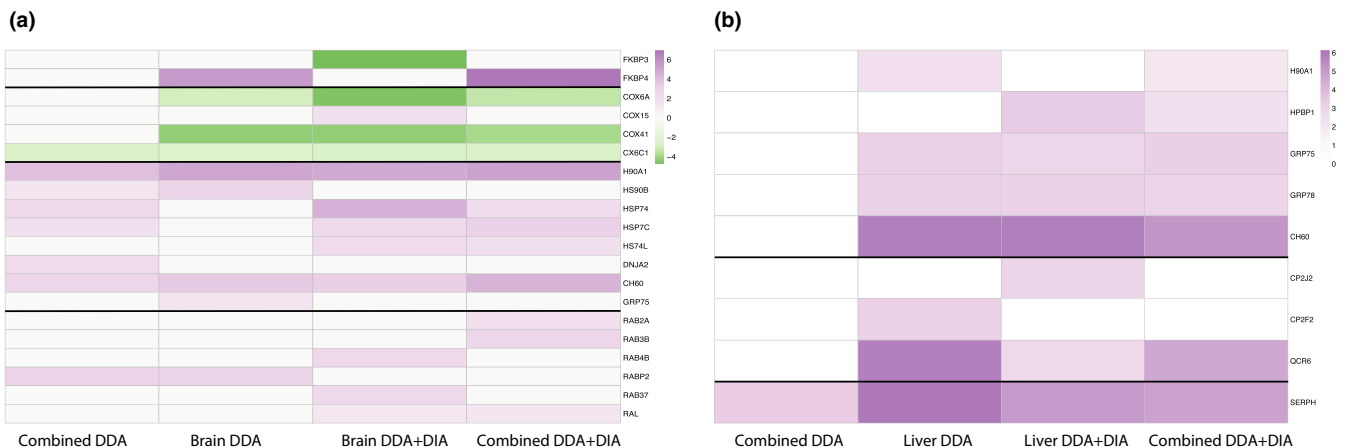 (a)
FKBP3
FKBP4
COX6A
COX15
COX41
CX6C1
H90A1
HS90B
HSP74
HSP7C
HS74L
DNJA2
CH60
GRP75
RAB2A
RAB3B
RAB4B
RABP2
RAB37
RAL
6
4
2
0
−2
−4
Combined DDA Brain DDA Brain DDA+DIA Combined DDA+DIA
(b)
H90A1
HPBP1
GRP75
GRP78
CH60
CP2J2
CP2F2
QCR6
SERPH
6
5
4
3
2
1
0
Combined DDA Liver DDA Liver DDA+DIA Combined DDA+DIA